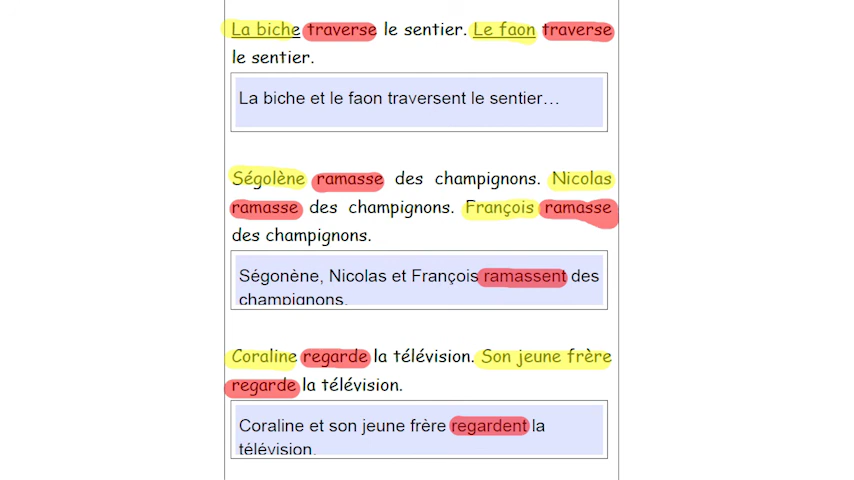 La biche traverse le sentier. Le faon traverse
le sentier.
La biche et le faon traversent le sentier…
Ségolène ramasse des champignons. Nicolas
ramasse des champignons. François ramasse
des champignons.
Ségonène, Nicolas et François ramassent des
champignons.
Coraline regarde la télévision. Son jeune frère
regarde la télévision.
Coraline et son jeune frère regardent la
télévision.